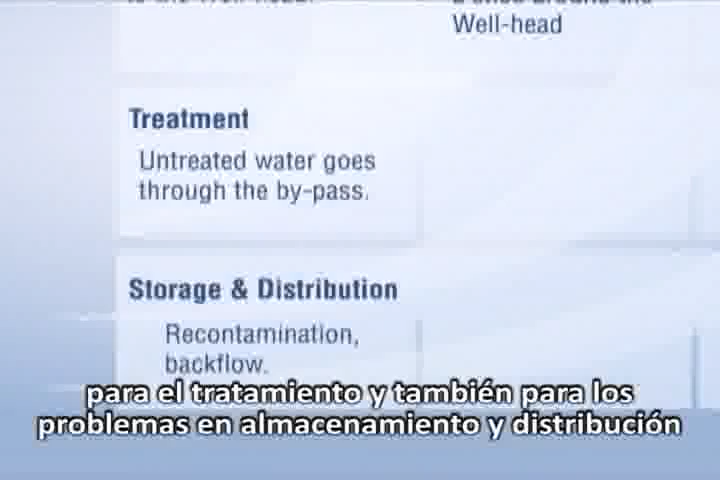 Well-head
Treatment
Untreated water goes
through the by-pass.
Storage & Distribution
Recontamination,
backflow.
para el tratamiento y también para los
problemas en almacenamiento y distribución